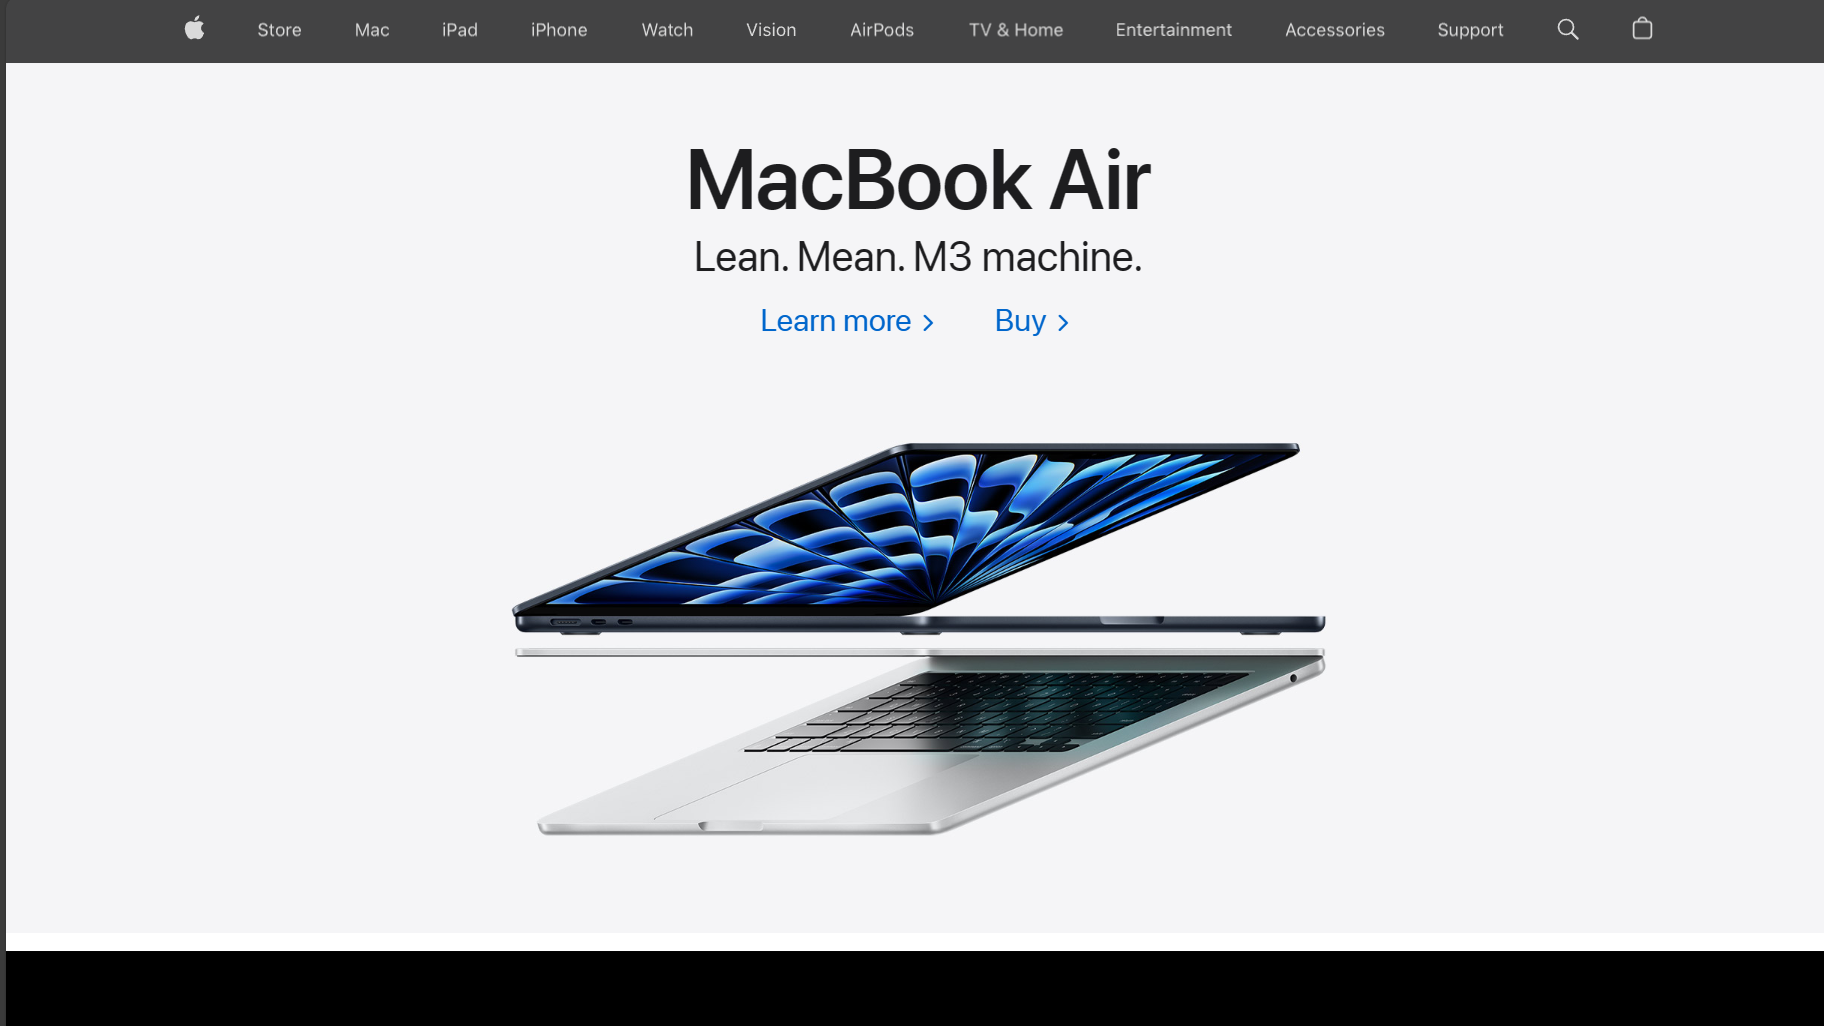 Store Mac iPad iPhone Watch Vision AirPods TV & Home Entertainment Accessories Support
MacBook Air
Lean. Mean. M3 machine.
Learn more > Buy >